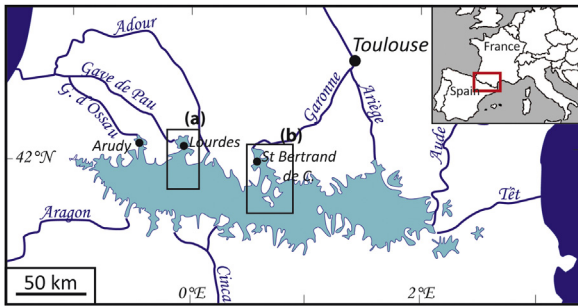 Adour
Toulouse
France
Spain
Gave de Pau
G. d'Ossau
Garonne
Ariège
(a)
(b)
Arudy
Lourdes
St Bertrand
de C.
Aude
42°N
Aragon
Têt
Cinca
50 km
0°E
2°E